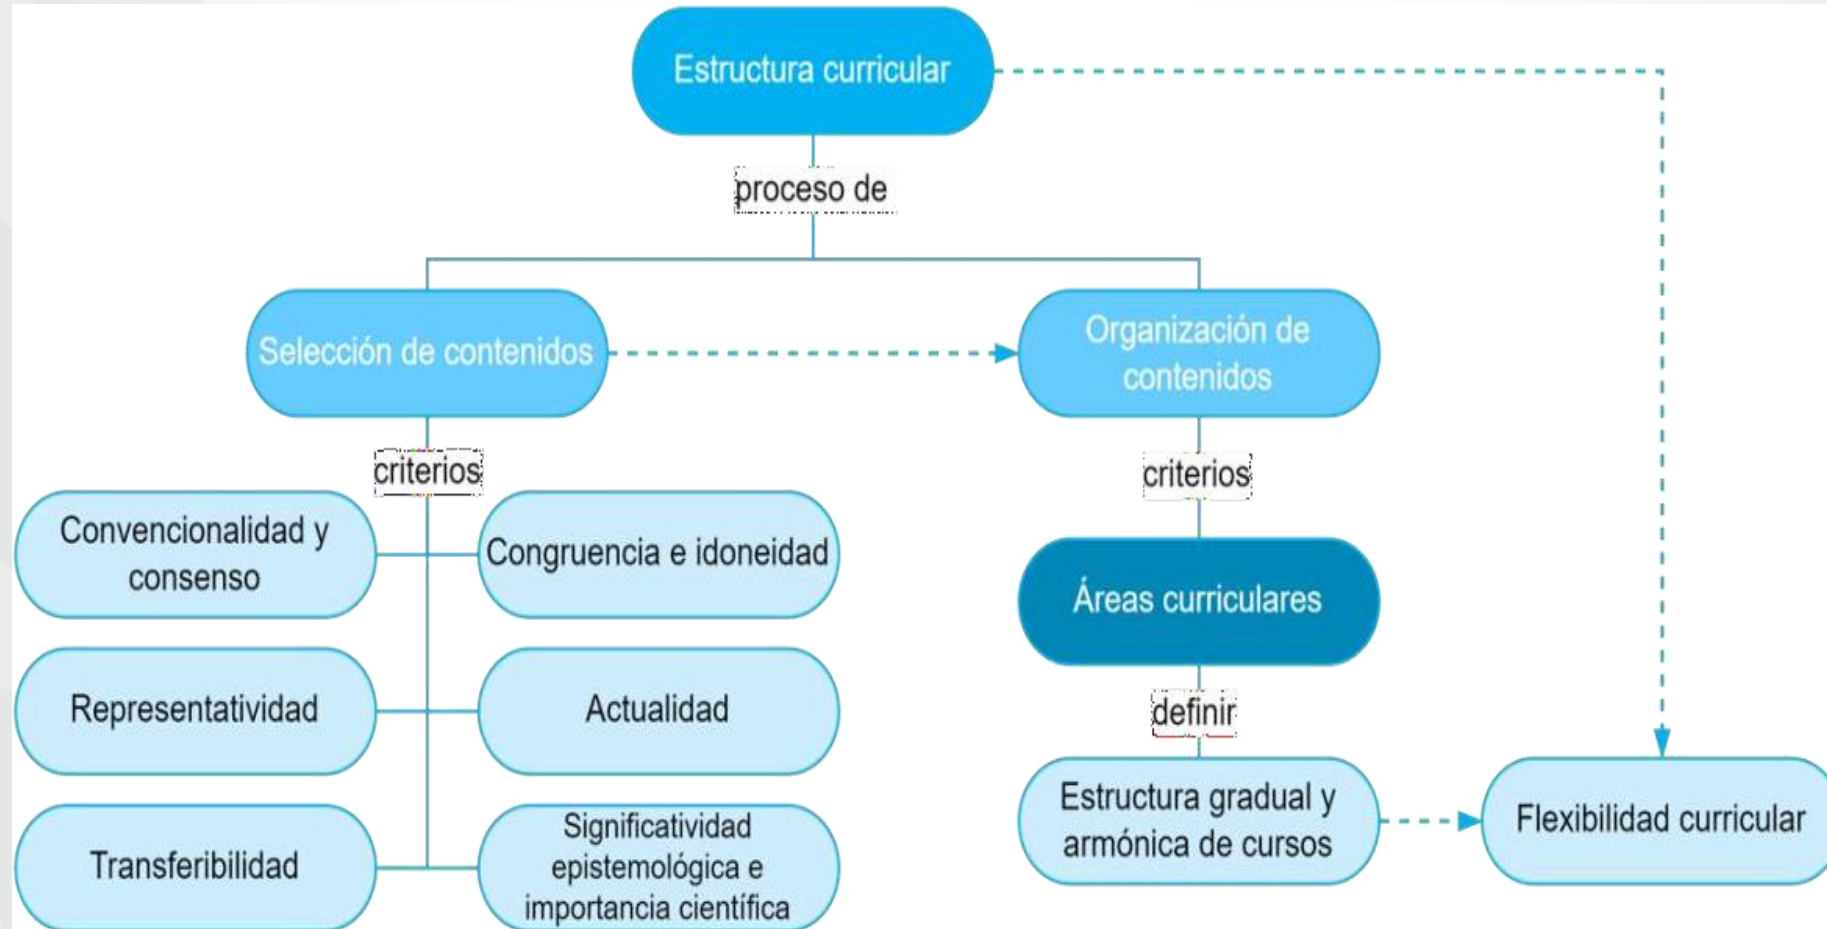 Estructura curricular
proceso de
Selección de contenidos
Organización de
contenidos
criterios
criterios
Convencionalidad y
consenso
Congruencia e idoneidad
Áreas curriculares
Representatividad
Actualidad
definir
Transferibilidad
Significatividad
epistemológica e
importancia científica
Estructura gradual y
armónica de cursos
Flexibilidad curricular